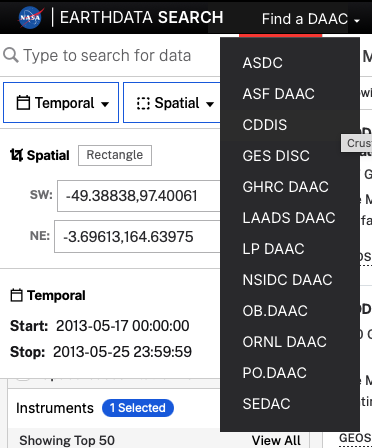 NASA
EARTHDATA SEARCH
Find a DAAC
Type to search for data
Temporal
Spatial
ASDC
ASF DAAC
CDDIS
GES DISC
GHRC DAAC
LAADS DAAC
LP DAAC
NSIDC DAAC
OB.DAAC
ORNL DAAC
PO.DAAC
SEDAC
Crus
Spatial Rectangle
SW: -49.38838,97.40061
NE: -3.69613,164.63975
Temporal
Start: 2013-05-17 00:00:00
Stop: 2013-05-25 23:59:59
Instruments 1 Selected
Showing Top 50 View All
GEOS